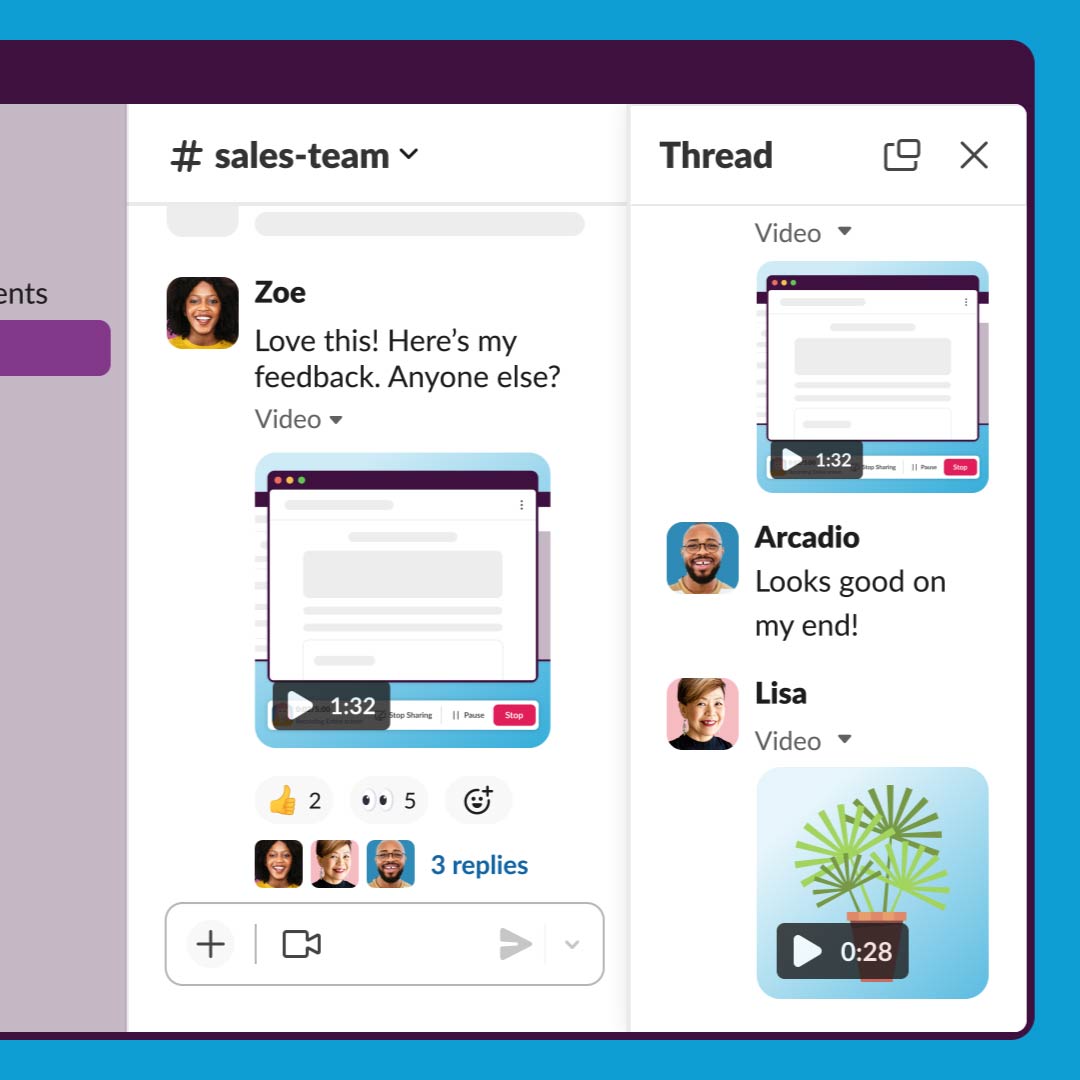 ents
# sales-team
Zoe
Love this! Here’s my
feedback. Anyone else?
Video
1:32
Stop Sharing
Pause
Stop
2
5
3 replies
Thread
Video
1:32
Stop Sharing
Pause
Stop
Arcadio
Looks good on
my end!
Lisa
Video
0:28